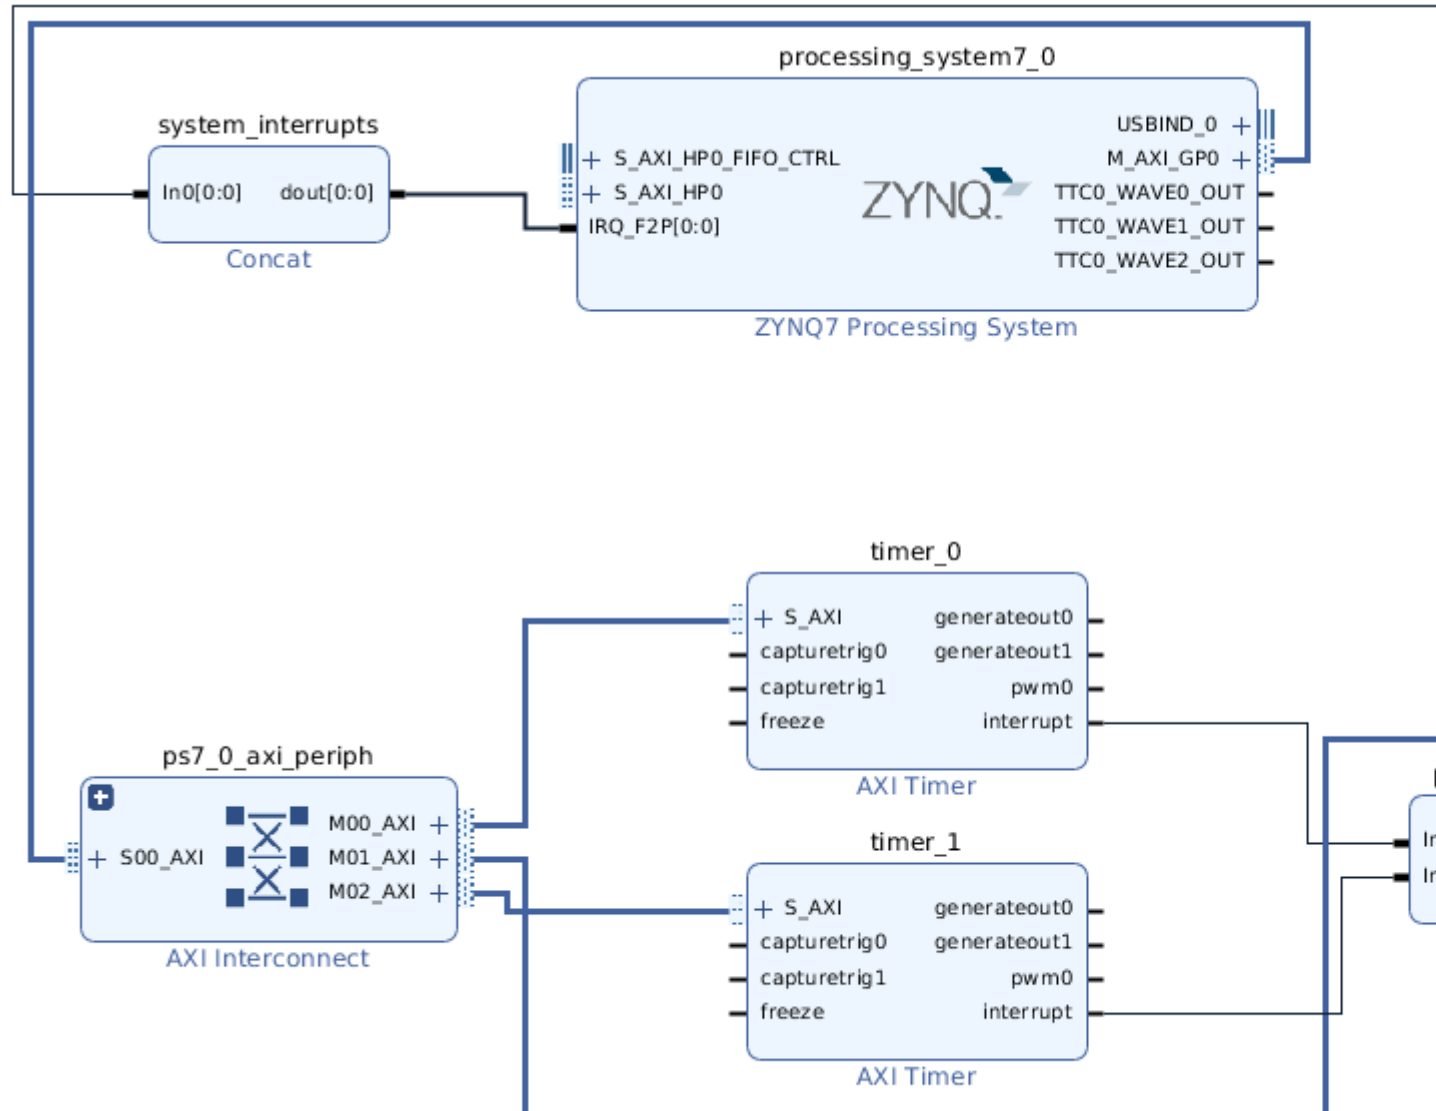 processing_system7_0
system_interrupts
In0[0:0] dout[0:0]
Concat
USBIND_0
S_AXI_HP0_FIFO_CTRL M_AXI_GP0
S_AXI_HP0 TTC0_WAVE0_OUT
IRQ_F2P[0:0] TTC0_WAVE1_OUT
TTC0_WAVE2_OUT
ZYNQ
ZYNQ7 Processing System
timer_0
S_AXI generateout0
capturetrig0 generateout1
capturetrig1 pwm0
freeze interrupt
AXI Timer
ps7_0_axi_periph
M00_AXI
S00_AXI M01_AXI
M02_AXI
AXI Interconnect
timer_1
S_AXI generateout0
capturetrig0 generateout1
capturetrig1 pwm0
freeze interrupt
AXI Timer